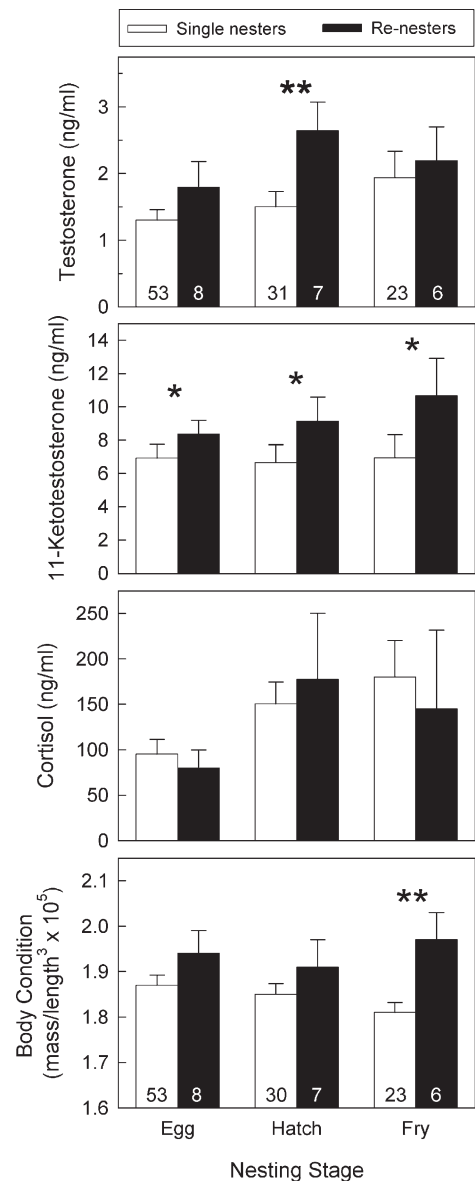 Single nesters Re-nesters
Testosterone (ng/ml)
3
2
1
0
**
53 8 31 7 23 6
11-Ketotestosterone (ng/ml)
14
12
10
8
6
4
2
0
* * *
Cortisol (ng/ml)
250
200
150
100
50
0
Body Condition
(mass/length³ x 10⁵)
2.1
2.0
1.9
1.8
1.7
1.6
**
53 8 30 7 23 6
Egg Hatch Fry
Nesting Stage